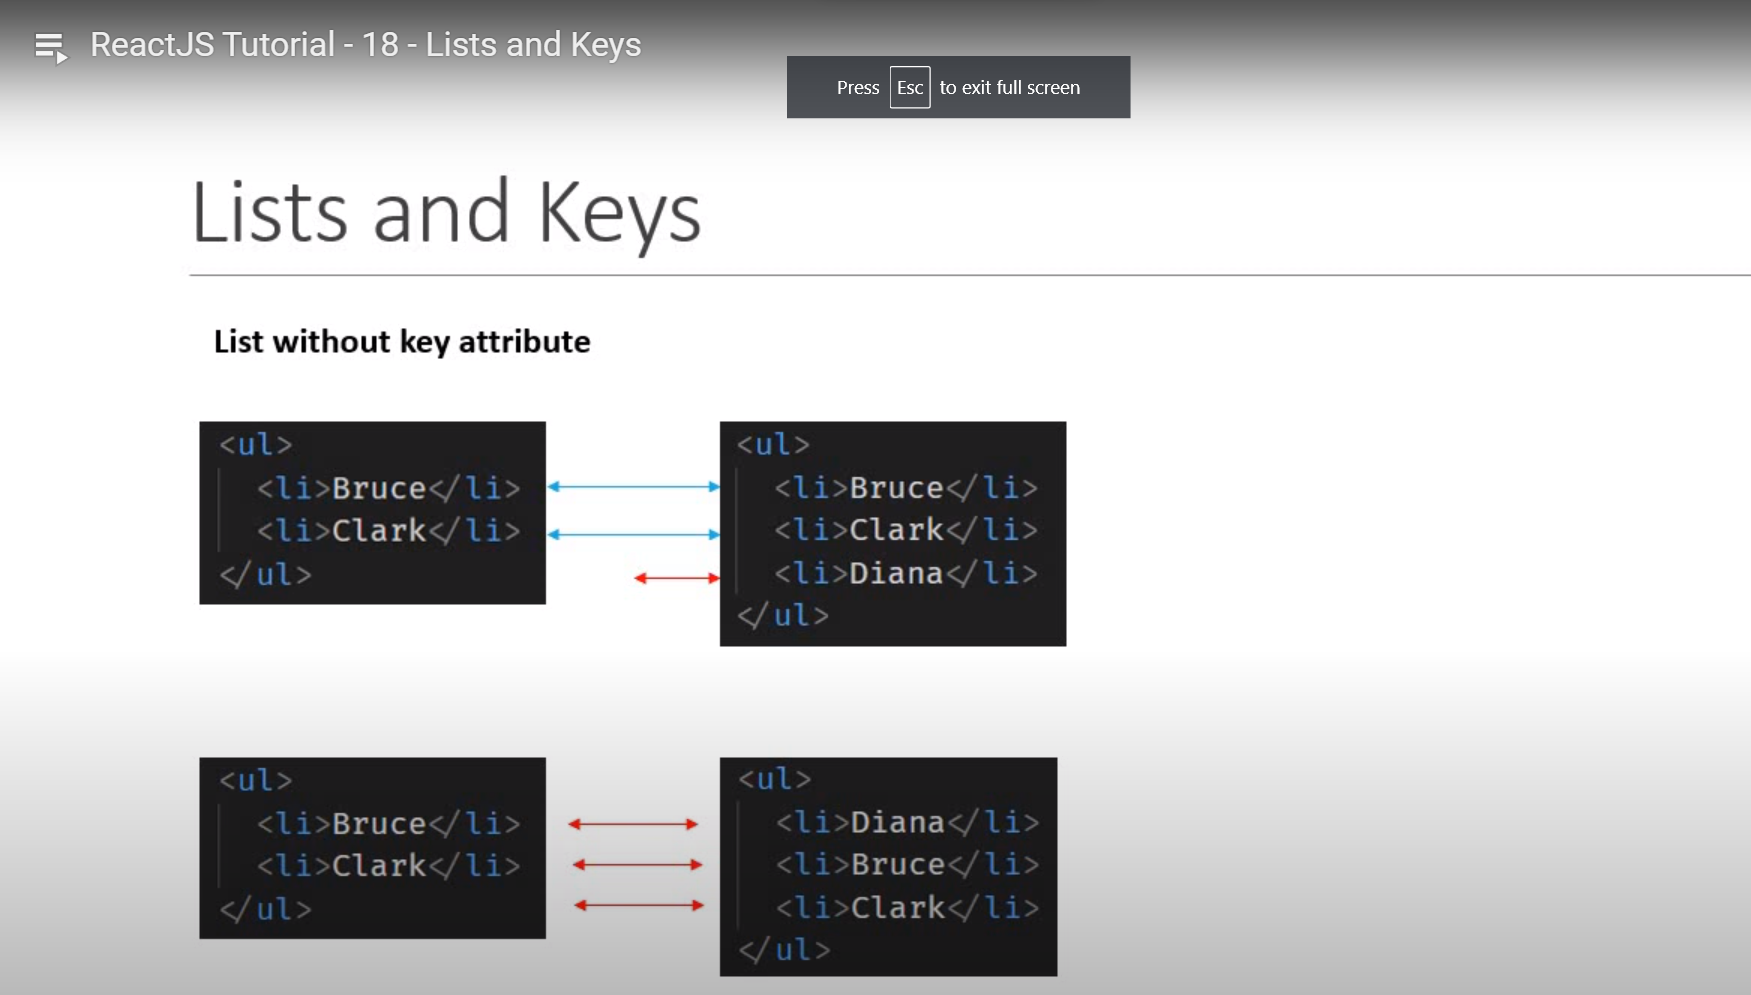 ReactJS Tutorial - 18 - Lists and Keys
Press Esc to exit full screen
Lists and Keys
List without key attribute
<ul>
<li>Bruce</li>
<li>Clark</li>
</ul>
<ul>
<li>Bruce</li>
<li>Clark</li>
<li>Diana</li>
</ul>
<ul>
<li>Bruce</li>
<li>Clark</li>
</ul>
<ul>
<li>Diana</li>
<li>Bruce</li>
<li>Clark</li>
</ul>